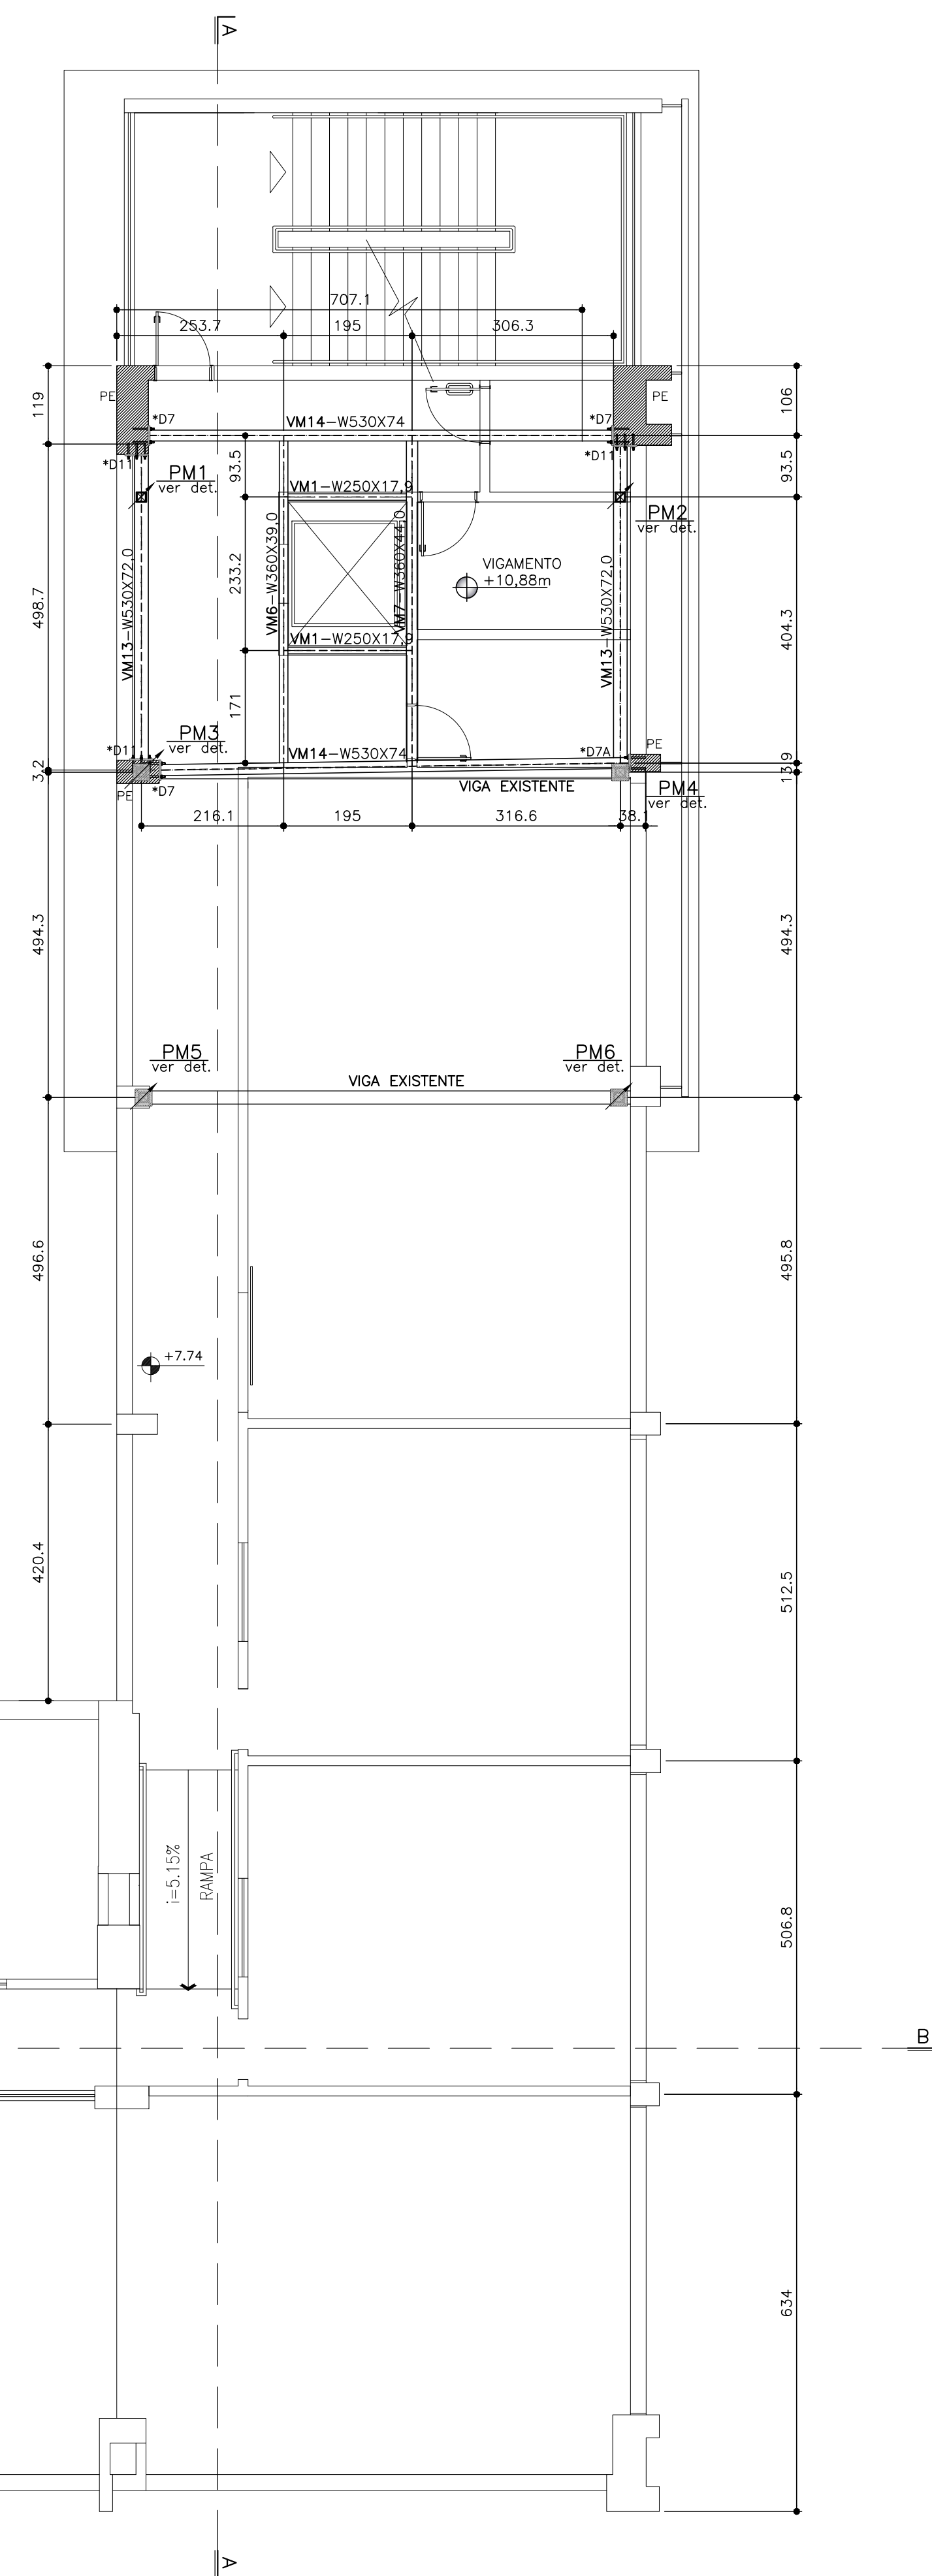 A
707.1
253.7
195
306.3
119
PE
*D7
VM14-W530X74
*D7
PE
106
*D11
*D11
93.5
93.5
PM1
ver det.
VM1-W250X17,9
PM2
ver det.
498.7
VM13-W530X72,0
233.2
VM6-W360X39,0
VM7-W360X44,0
VIGAMENTO
+10,88m
VM13-W530X72,0
404.3
VM1-W250X17,9
171
PM3
ver det.
*D11
VM14-W530X74
*D7A
PE
3.2
13.9
PE
*D7
VIGA EXISTENTE
PM4
ver det.
216.1
195
316.6
38.1
494.3
494.3
PM5
ver det.
PM6
ver det.
VIGA EXISTENTE
496.6
495.8
+7.74
420.4
512.5
i=5.15%
RAMPA
506.8
B
634
A